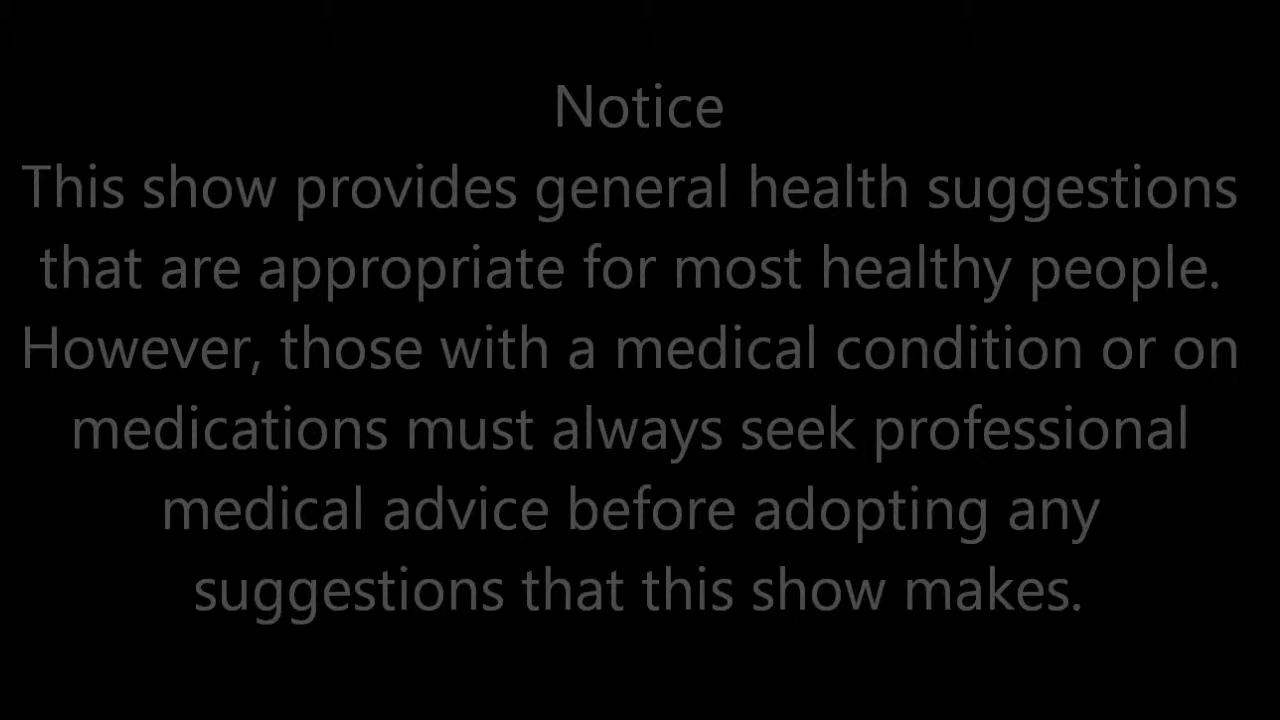 Notice
This show provides general health suggestions
that are appropriate for most healthy people.
However, those with a medical condition or on
medications must always seek professional
medical advice before adopting any
suggestions that this show makes.